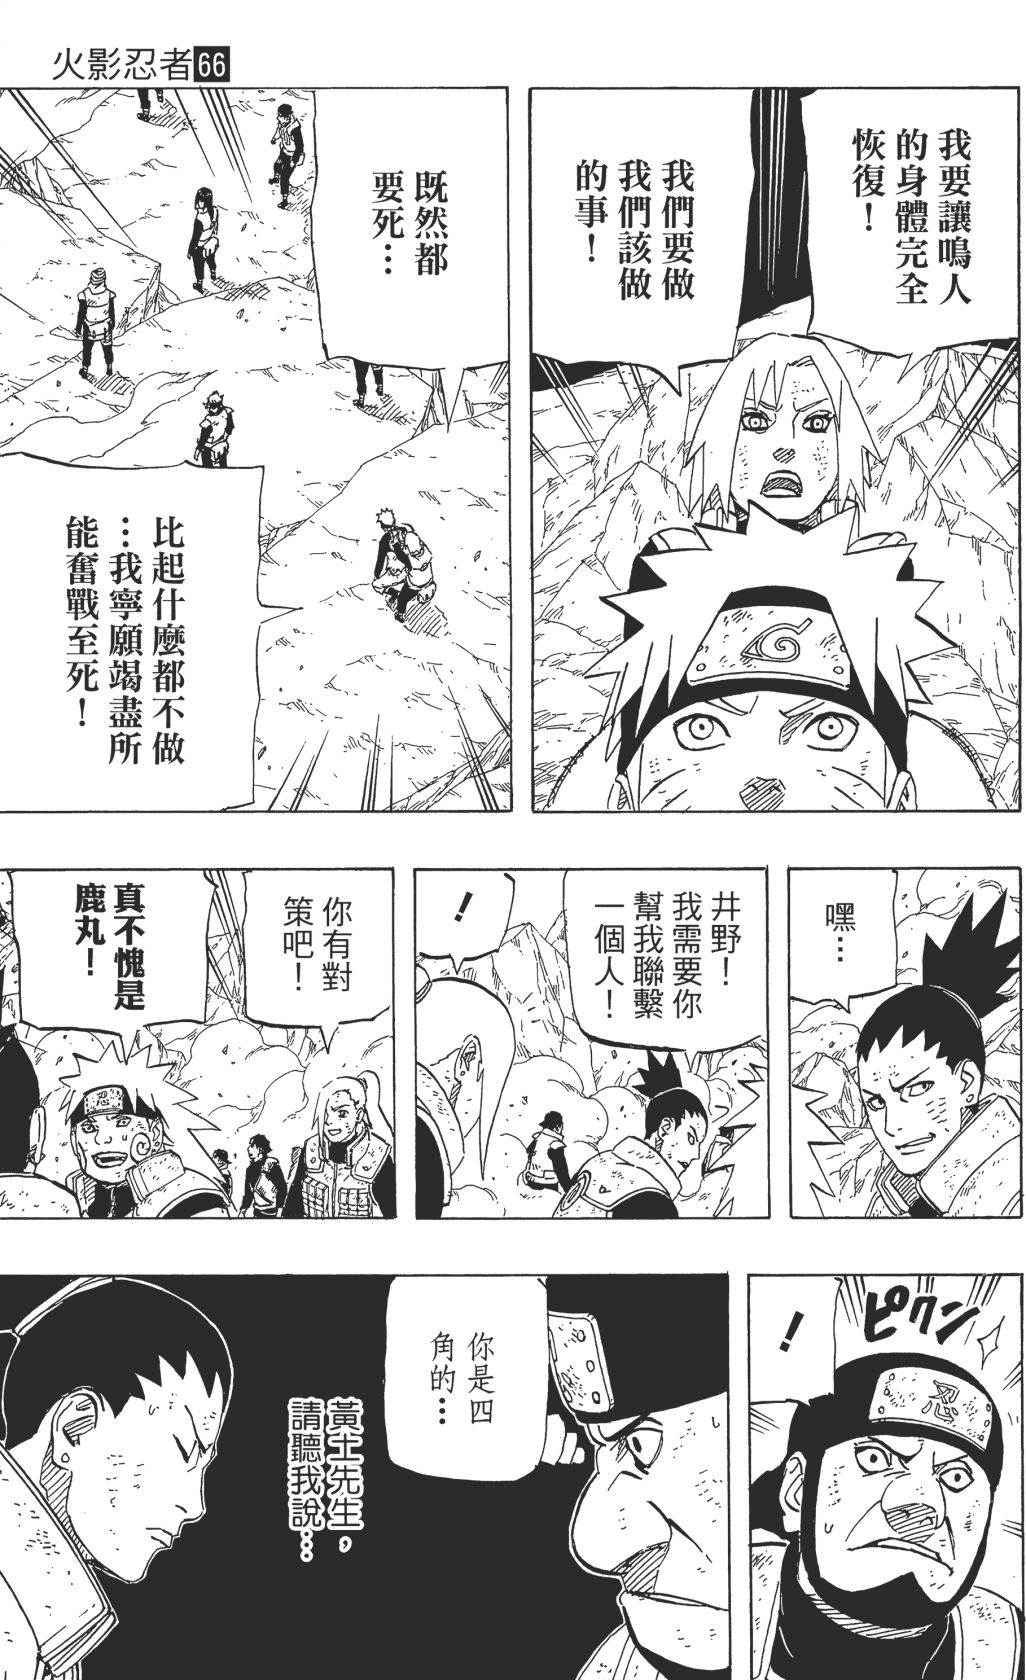 火影忍者66
我要讓鳴人
的身體完全
恢復！
我們要做
我們該做
的事！
既然都
要死…
比起什麼都不做
…我寧願竭盡所
能奮戰至死！
嘿…
井野！
我需要你
幫我聯繫
一個人！
！
你有對
策吧！
真不愧是
鹿丸！
忍
！
ピクン
忍
你是四
角的…
黃土先生，
請聽我說…